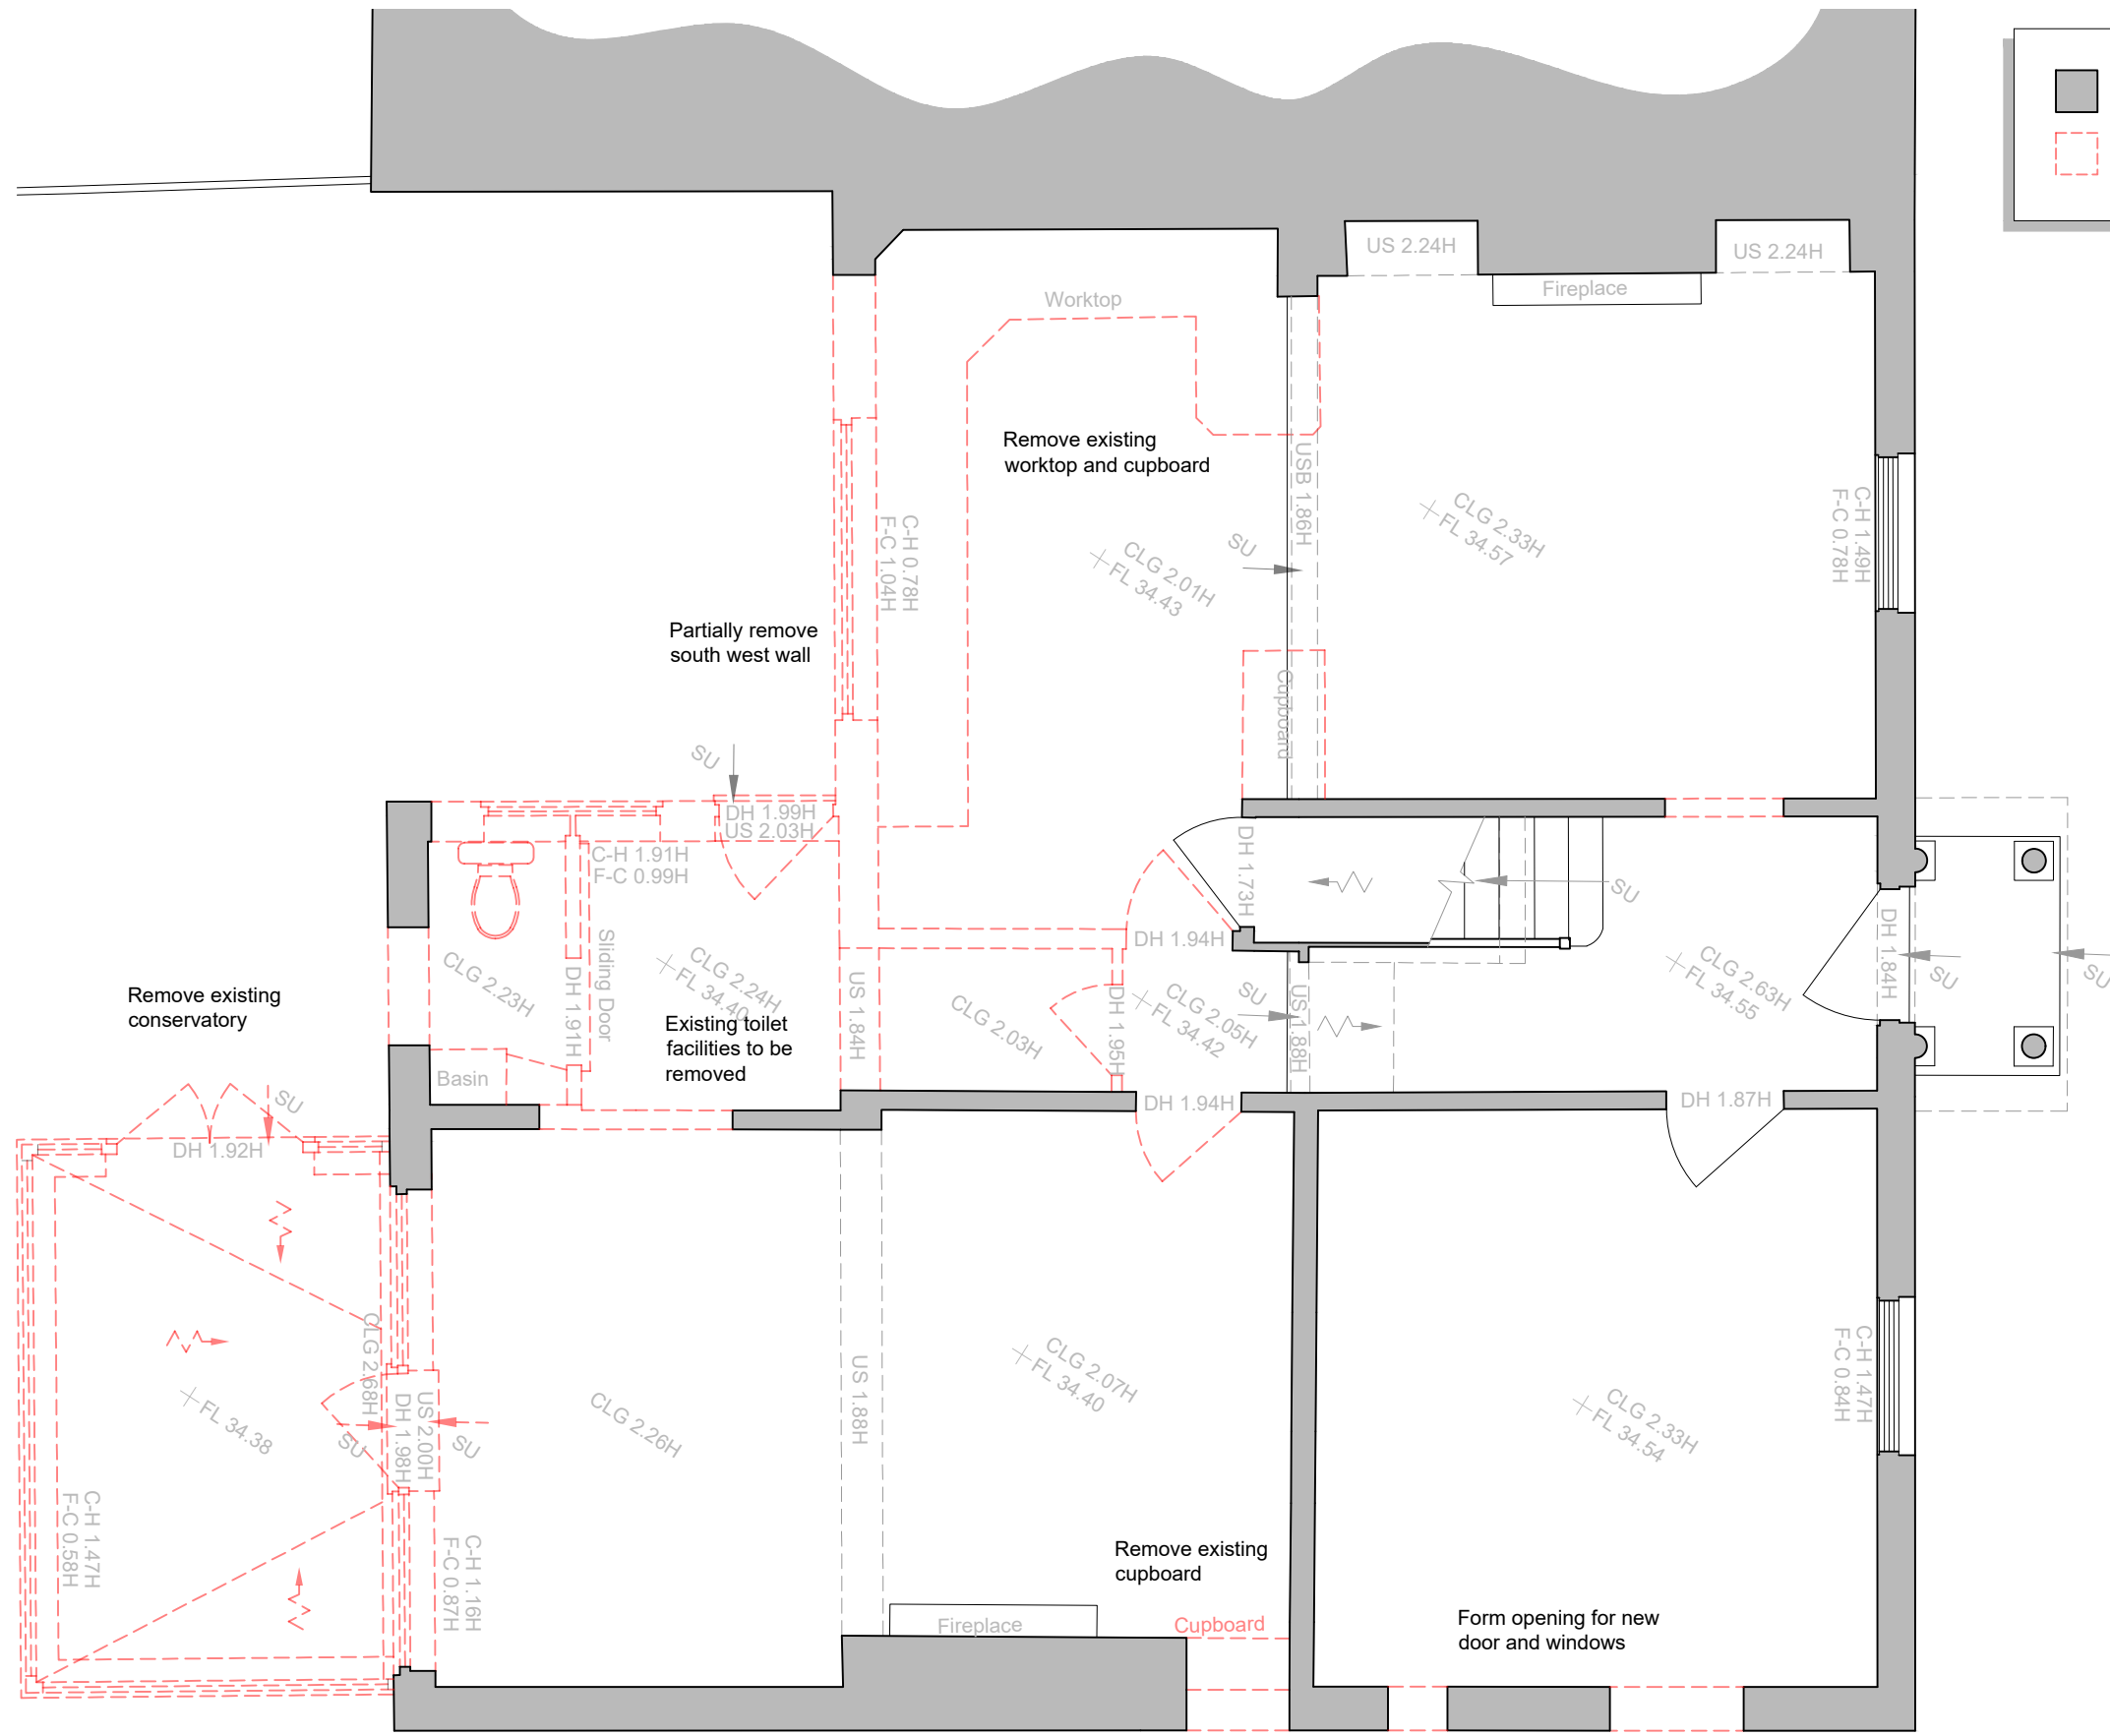 US 2.24H
US 2.24H
Fireplace
Worktop
Remove existing
worktop and cupboard
USB 1.86H
CLG 2.33H
FL 34.57
C-H 1.49H
F-C 0.78H
C-H 0.78H
F-C 1.04H
SU
CLG 2.01H
FL 34.43
Partially remove
south west wall
Cupboard
SU
DH 1.99H
US 2.03H
C-H 1.91H
F-C 0.99H
DH 1.73H
SU
Sliding Door
DH 1.94H
CLG 2.23H
DH 1.91H
CLG 2.24H
FL 34.40
US 1.84H
CLG 2.03H
DH 1.95H
CLG 2.05H
FL 34.42
SU
US 1.88H
CLG 2.63H
FL 34.55
DH 1.84H
SU
SU
Remove existing
conservatory
Existing toilet
facilities to be
removed
Basin
SU
DH 1.92H
DH 1.94H
DH 1.87H
CLG 2.68H
FL 34.38
SU
DH 1.98H
US 2.00H
SU
CLG 2.26H
US 1.88H
CLG 2.07H
FL 34.40
CLG 2.33H
FL 34.54
C-H 1.47H
F-C 0.84H
C-H 1.47H
F-C 0.58H
C-H 1.16H
F-C 0.87H
Remove existing
cupboard
Fireplace
Cupboard
Form opening for new
door and windows